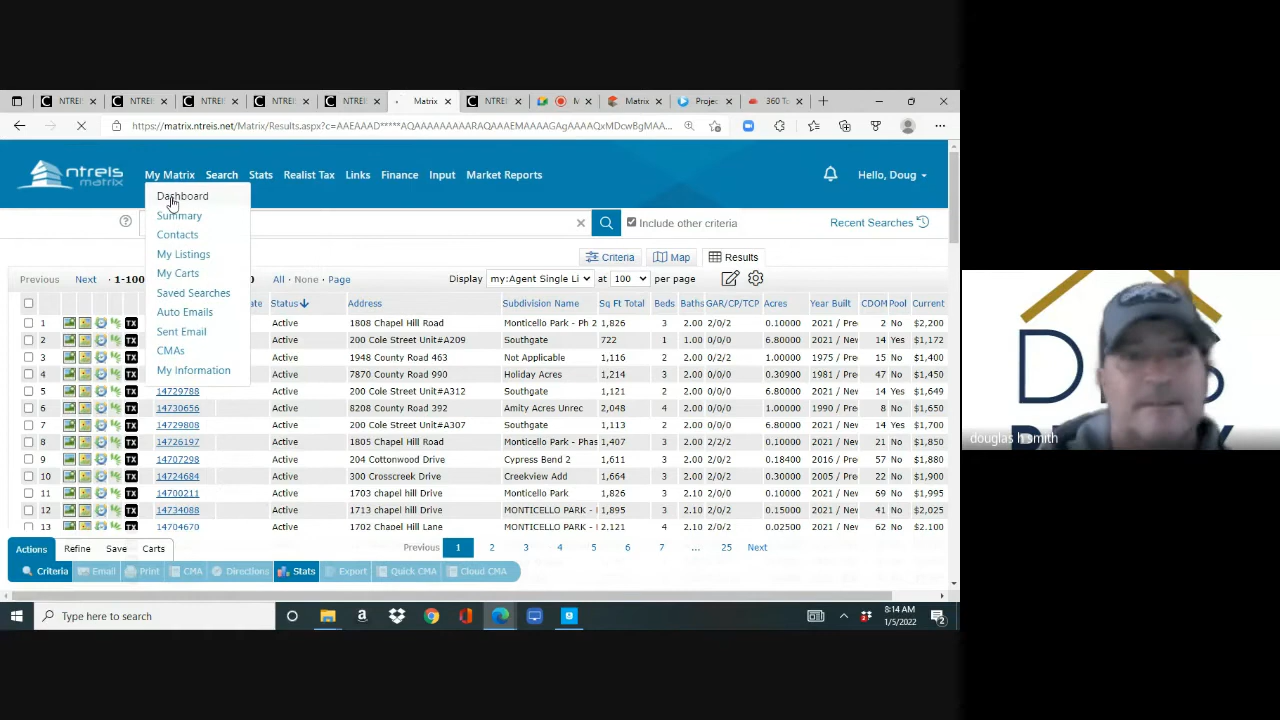 NTREI NTREI NTREI NTREI NTREI Matrix NTREI M Matrix Projec 360 To
https://matrix.ntreis.net/Matrix/Results.aspx?c=AAEAAAD*****AQAAAAAAAAARAQAAAEMAAAAGAgAAAAQxMDcwBgMAA...
ntreis matrix
My Matrix Search Stats Realist Tax Links Finance Input Market Reports
Hello, Doug
Dashboard
Summary
Contacts
My Listings
My Carts
Saved Searches
Auto Emails
Sent Email
CMAs
My Information
Include other criteria
Recent Searches
Criteria Map Results
Previous Next · 1-100 All · None · Page Display my:Agent Single Li at 100 per page
Status Address Subdivision Name Sq Ft Total Beds Baths GAR/CP/TCP Acres Year Built CDOM Pool Current
1 Active 1808 Chapel Hill Road Monticello Park - Ph 2 1,826 3 2.00 2/0/2 0.10000 2021 / Pre 2 No $2,200
2 Active 200 Cole Street Unit#A209 Southgate 722 1 1.00 0/0/0 6.80000 2021 / Nev 14 Yes $1,172
3 Active 1948 County Road 463 Not Applicable 1,116 2 2.00 0/0/2 1.00000 1975 / Pre 15 No $1,400
4 Active 7870 County Road 990 Holiday Acres 1,214 3 2.00 0/0/0 0.30900 1981 / Pre 47 No $1,450
5 14729788 Active 200 Cole Street Unit#A312 Southgate 1,121 2 2.00 0/0/0 6.80000 2021 / Nev 14 Yes $1,649
6 14730656 Active 8208 County Road 392 Amity Acres Unrec 2,048 4 2.00 0/0/0 1.00000 1990 / Pre 8 No $1,650
7 14729808 Active 200 Cole Street Unit#A307 Southgate 1,113 2 2.00 0/0/0 6.80000 2021 / Nev 14 Yes $1,700
8 14726197 Active 1805 Chapel Hill Road Monticello Park - Phas 1,407 3 2.00 2/0/2 0.10000 2021 / Pre 21 No $1,850
9 14707298 Active 204 Cottonwood Drive Cypress Bend 2 1,611 3 2.00 2/0/2 0.18400 2016 / Pre 57 No $1,880
10 14724684 Active 300 Crosscreek Drive Creekview Add 1,664 3 2.00 2/0/2 0.30000 2005 / Pre 22 No $1,900
11 14700211 Active 1703 chapel hill Drive Monticello Park 1,826 3 2.10 2/0/2 0.10000 2021 / Nev 69 No $1,995
12 14734088 Active 1713 chapel hill Drive MONTICELLO PARK - 1,895 3 2.10 2/0/2 0.15000 2021 / Nev 41 No $2,025
13 14704670 Active 1702 Chapel Hill Lane MONTICELLO PARK - 2,121 4 2.10 2/0/2 0.02500 2021 / Nev 62 No $2,100
Actions Refine Save Carts
Previous 1 2 3 4 5 6 7 ... 25 Next
Criteria Email Print CMA Directions Stats Export Quick CMA Cloud CMA
Type here to search
8:14 AM
1/5/2022
2
douglas h smith